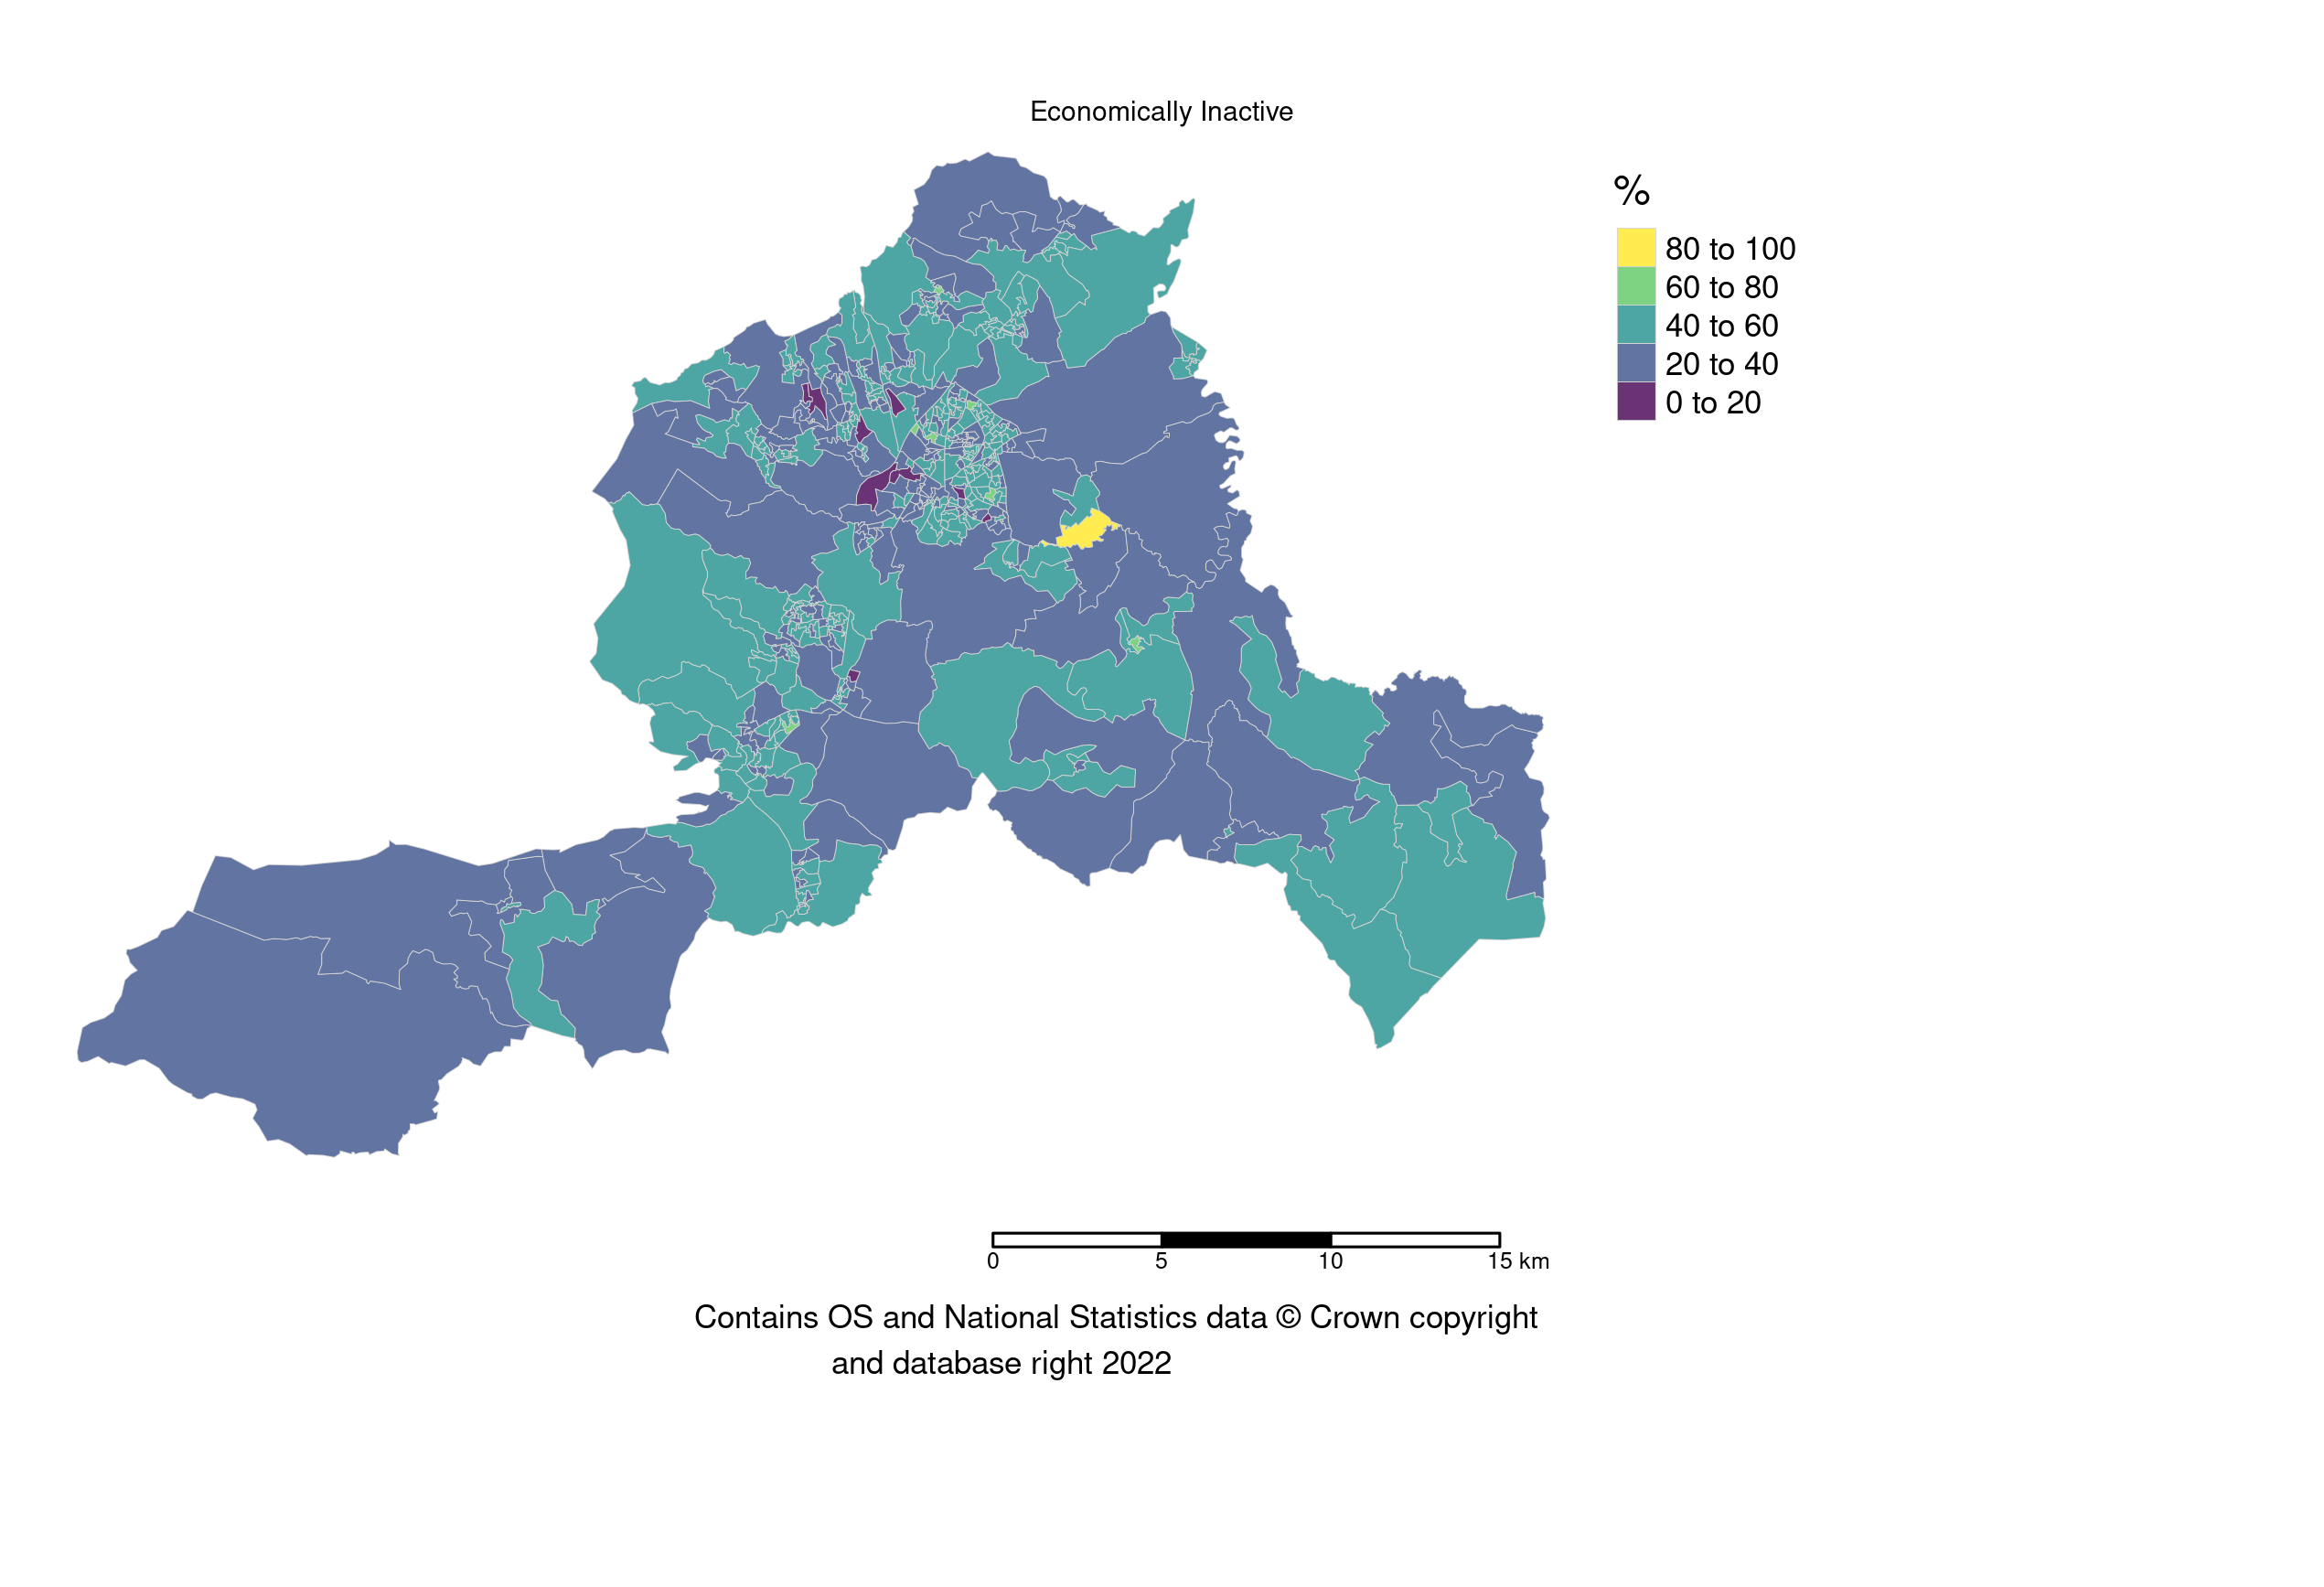 Economically Inactive
%
80 to 100
60 to 80
40 to 60
20 to 40
0 to 20
0 5 10 15 km
Contains OS and National Statistics data © Crown copyright
and database right 2022